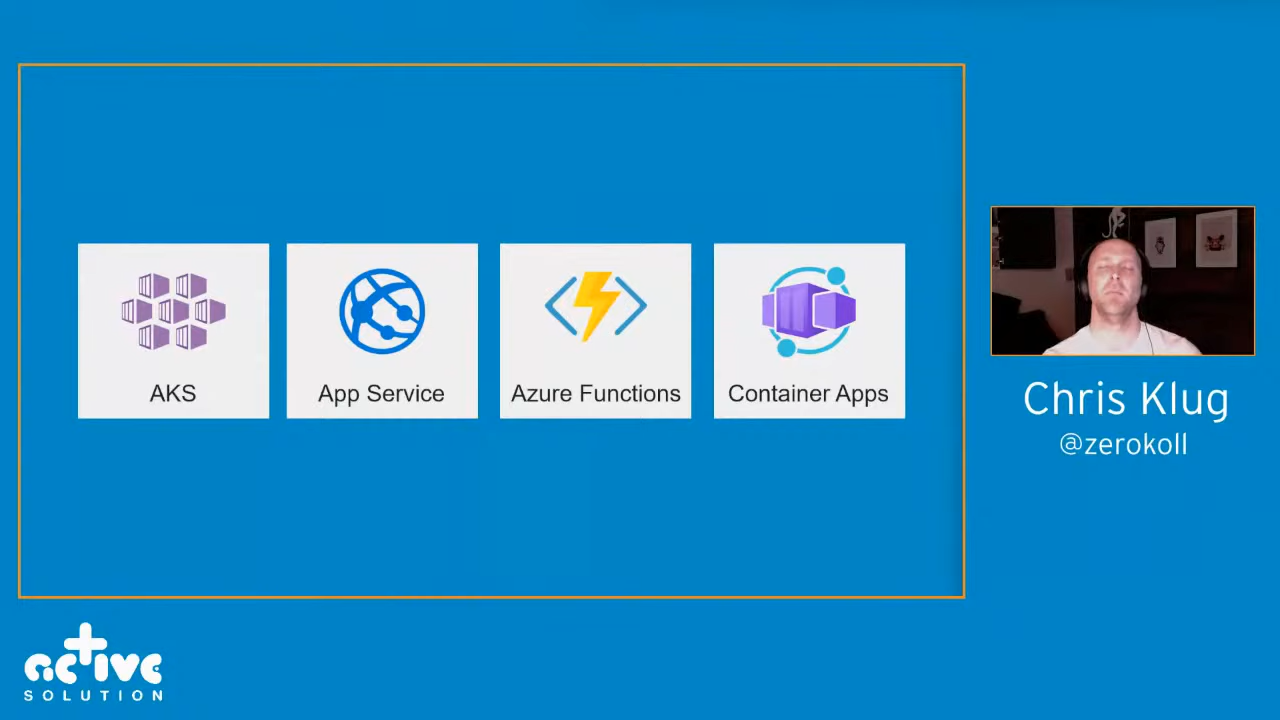 AKS
App Service
Azure Functions
Container Apps
Chris Klug
@zerokoll
active
SOLUTION